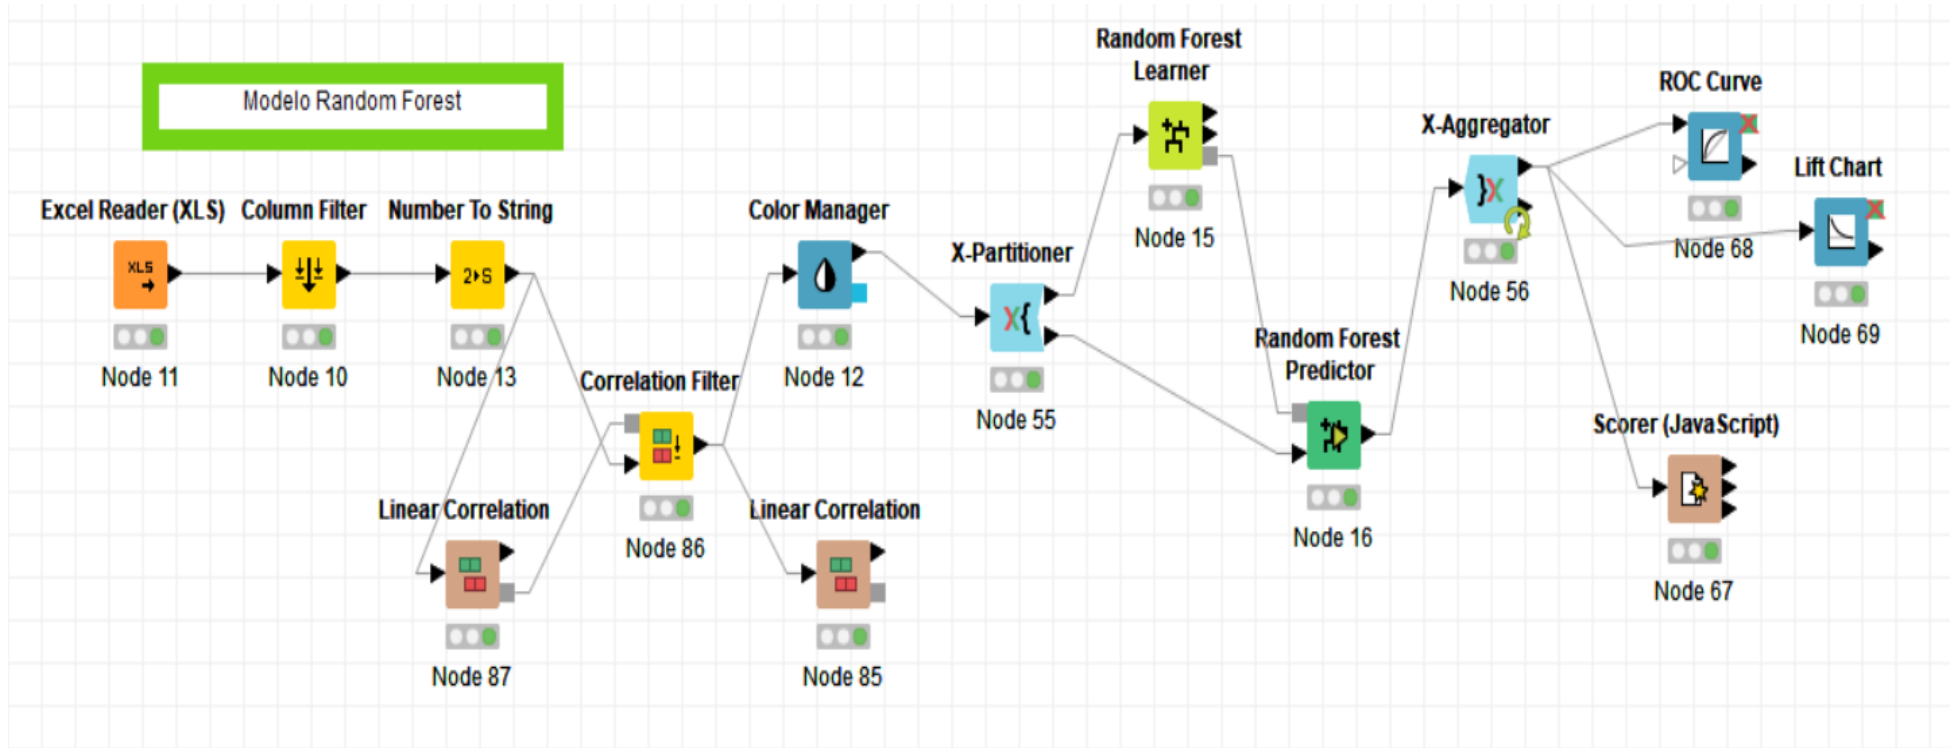 Modelo Random Forest
Excel Reader (XLS)
XLS
Node 11
Column Filter
Node 10
Number To String
2▸S
Node 13
Linear Correlation
Node 87
Correlation Filter
Node 86
Linear Correlation
Node 85
Color Manager
Node 12
X-Partitioner
X{
Node 55
Random Forest
Learner
Node 15
Random Forest
Predictor
Node 16
X-Aggregator
}X
Node 56
ROC Curve
Node 68
Lift Chart
Node 69
Scorer (JavaScript)
Node 67